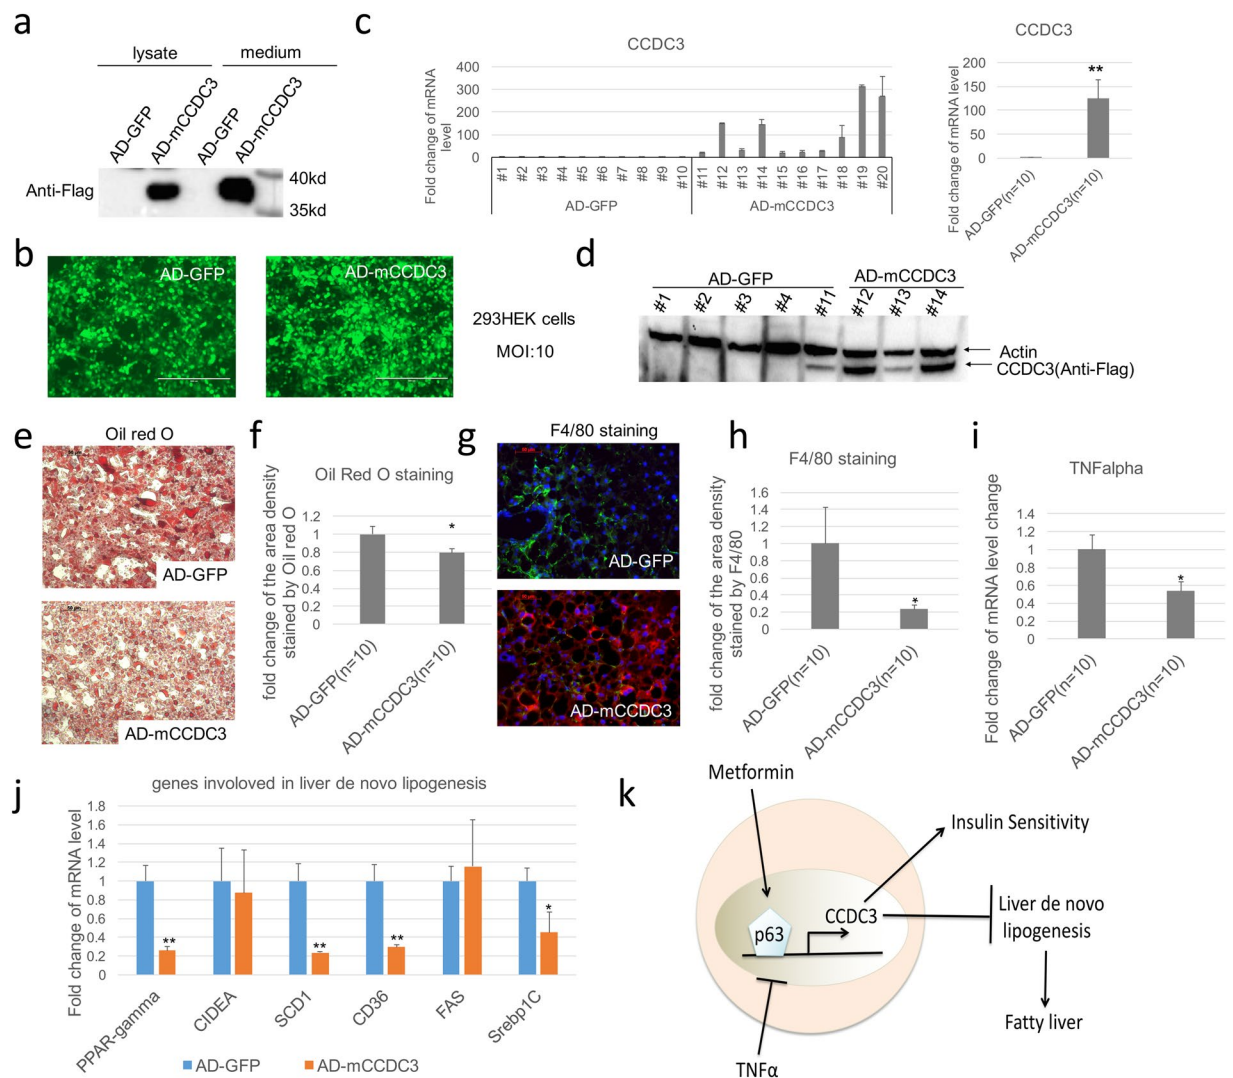 a
lysate
medium
AD-GFP
AD-mCCDC3
AD-GFP
AD-mCCDC3
Anti-Flag
40kd
35kd
b
AD-GFP
AD-mCCDC3
293HEK cells
MOI:10
c
CCDC3
Fold change of mRNA
level
400
300
200
100
0
#1
#2
#3
#4
#5
#6
#7
#8
#9
#10
#11
#12
#13
#14
#15
#16
#17
#18
#19
#20
AD-GFP
AD-mCCDC3
CCDC3
Fold change of mRNA level
200
150
100
50
0
**
AD-GFP(n=10)
AD-mCCDC3(n=10)
d
AD-GFP
AD-mCCDC3
#1
#2
#3
#4
#11
#12
#13
#14
Actin
CCDC3(Anti-Flag)
e
Oil red O
AD-GFP
AD-mCCDC3
f
Oil Red O staining
fold change of the area density
stained by Oil red O
1.2
1
0.8
0.6
0.4
0.2
0
*
AD-GFP(n=10)
AD-mCCDC3(n=10)
g
F4/80 staining
AD-GFP
AD-mCCDC3
h
F4/80 staining
fold change of the area density
stained by F4/80
1.6
1.4
1.2
1
0.8
0.6
0.4
0.2
0
*
AD-GFP(n=10)
AD-mCCDC3(n=10)
i
TNFalpha
Fold change of mRNA level change
1.4
1.2
1
0.8
0.6
0.4
0.2
0
*
AD-GFP(n=10)
AD-mCCDC3(n=10)
j
genes involoved in liver de novo lipogenesis
Fold change of mRNA level
1.8
1.6
1.4
1.2
1
0.8
0.6
0.4
0.2
0
**
**
**
*
PPAR-gamma
CIDEA
SCD1
CD36
FAS
Srebp1C
AD-GFP
AD-mCCDC3
k
Metformin
Insulin Sensitivity
CCDC3
p63
Liver de novo
lipogenesis
Fatty liver
TNFα